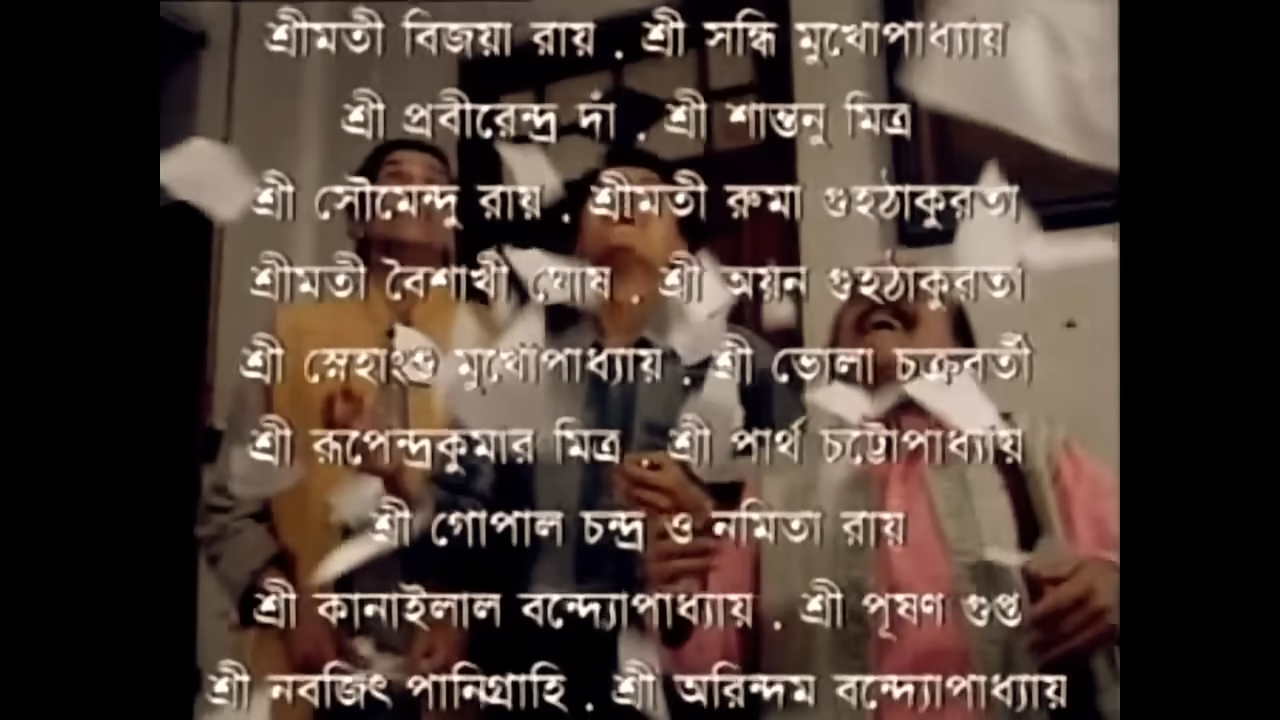 শ্রীমতী বিজয়া রায় . শ্রী সন্ধি মুখোপাধ্যায়
শ্রী প্রবীরেন্দ্র দাঁ . শ্রী শান্তনু মিত্র
শ্রী সৌমেন্দু রায় . শ্রীমতী রুমা গুহঠাকুরতা
শ্রীমতী বৈশাখী ঘোষ . শ্রী অয়ন গুহঠাকুরতা
শ্রী স্নেহাংশু মুখোপাধ্যায় . শ্রী ভোলা চক্রবর্তী
শ্রী রূপেন্দ্রকুমার মিত্র . শ্রী পার্থ চট্টোপাধ্যায়
শ্রী গোপাল চন্দ্র ও নমিতা রায়
শ্রী কানাইলাল বন্দ্যোপাধ্যায় . শ্রী পূষণ গুপ্ত
শ্রী নবজিৎ পানিগ্রাহি . শ্রী অরিন্দম বন্দ্যোপাধ্যায়